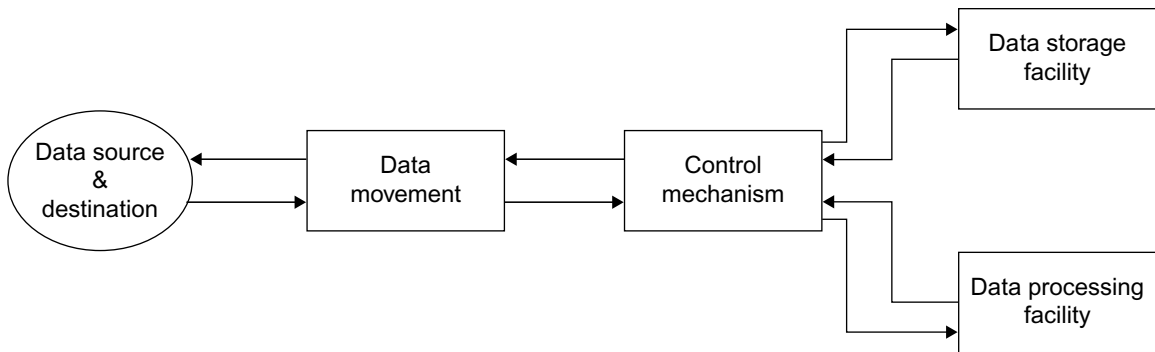 Data source
&
destination
Data
movement
Control
mechanism
Data storage
facility
Data processing
facility